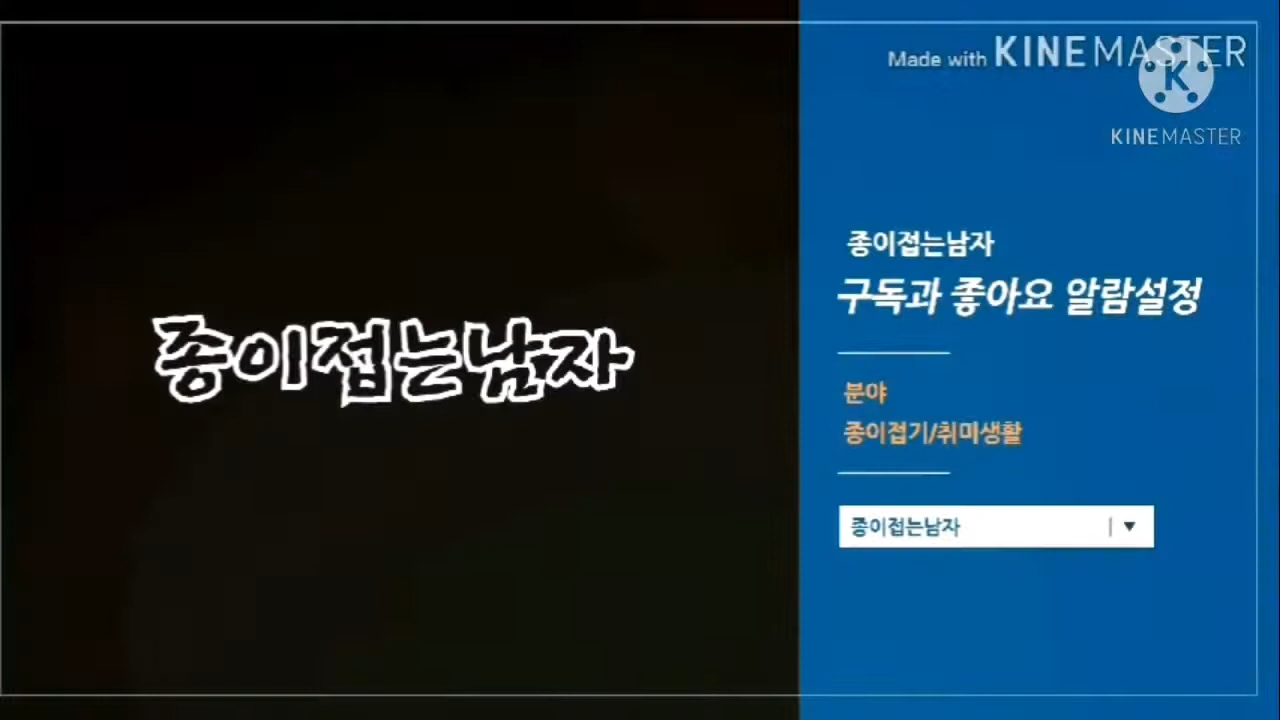 Made with KINEMASTER
K
KINEMASTER
종이접는남자
구독과 좋아요 알람설정
종이접는남자
분야
종이접기/취미생활
종이접는남자